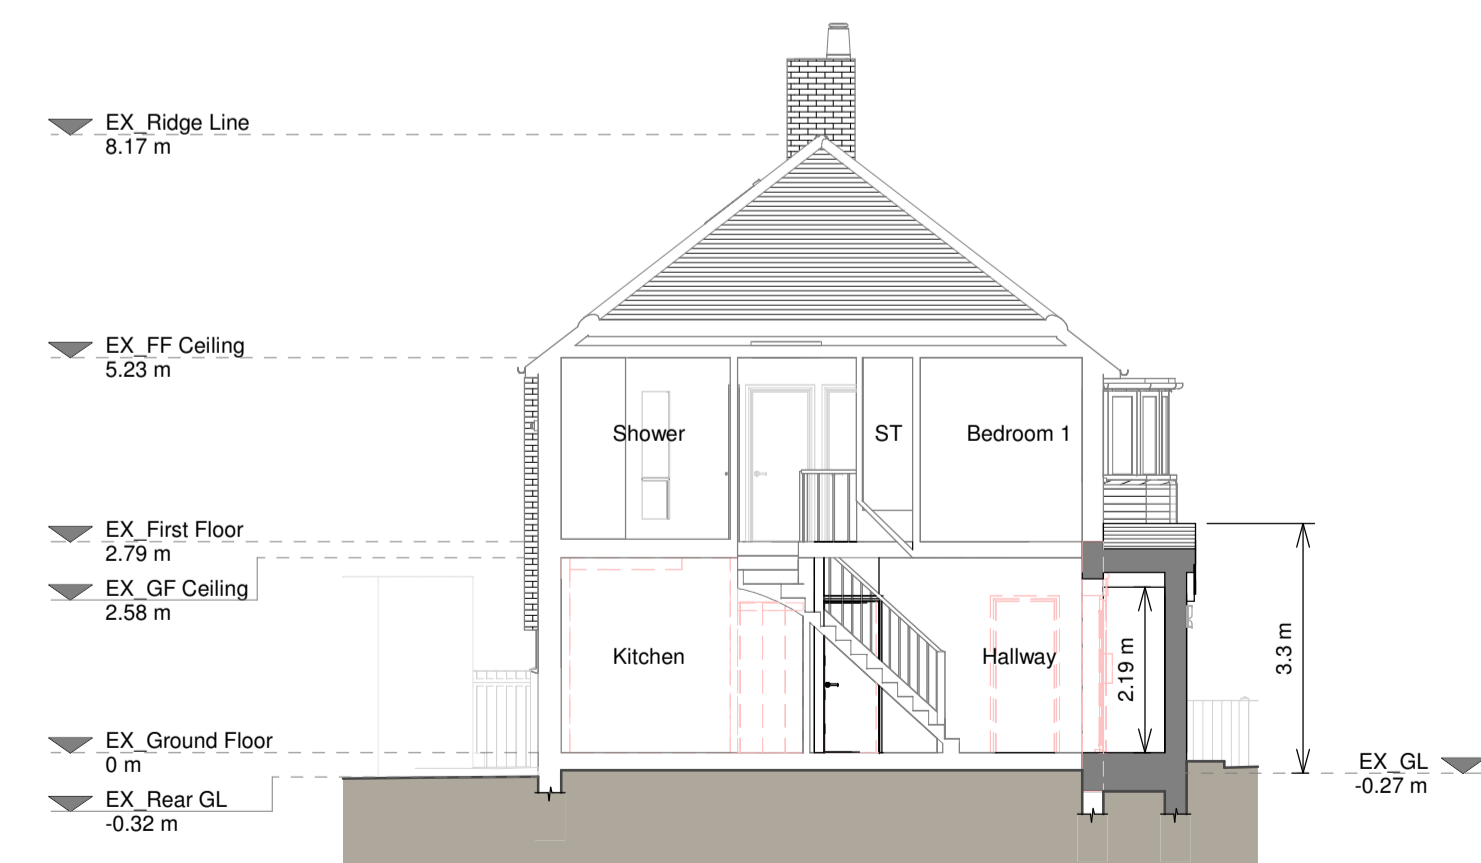 EX_Ridge Line
8.17 m
EX_FF Ceiling
5.23 m
Shower
ST
Bedroom 1
EX_First Floor
2.79 m
EX_GF Ceiling
2.58 m
Kitchen
Hallway
2.19 m
3.3 m
EX_Ground Floor
0 m
EX_GL
-0.27 m
EX_Rear GL
-0.32 m